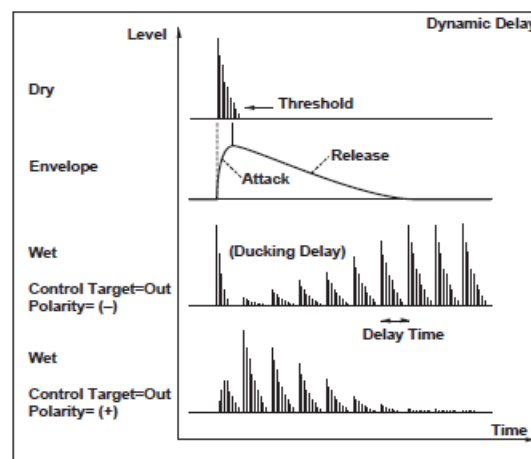 Dynamic Delay
Level
Dry
Threshold
Envelope
Release
Attack
Wet
(Ducking Delay)
Control Target=Out
Polarity= (–)
Delay Time
Wet
Control Target=Out
Polarity= (+)
Time